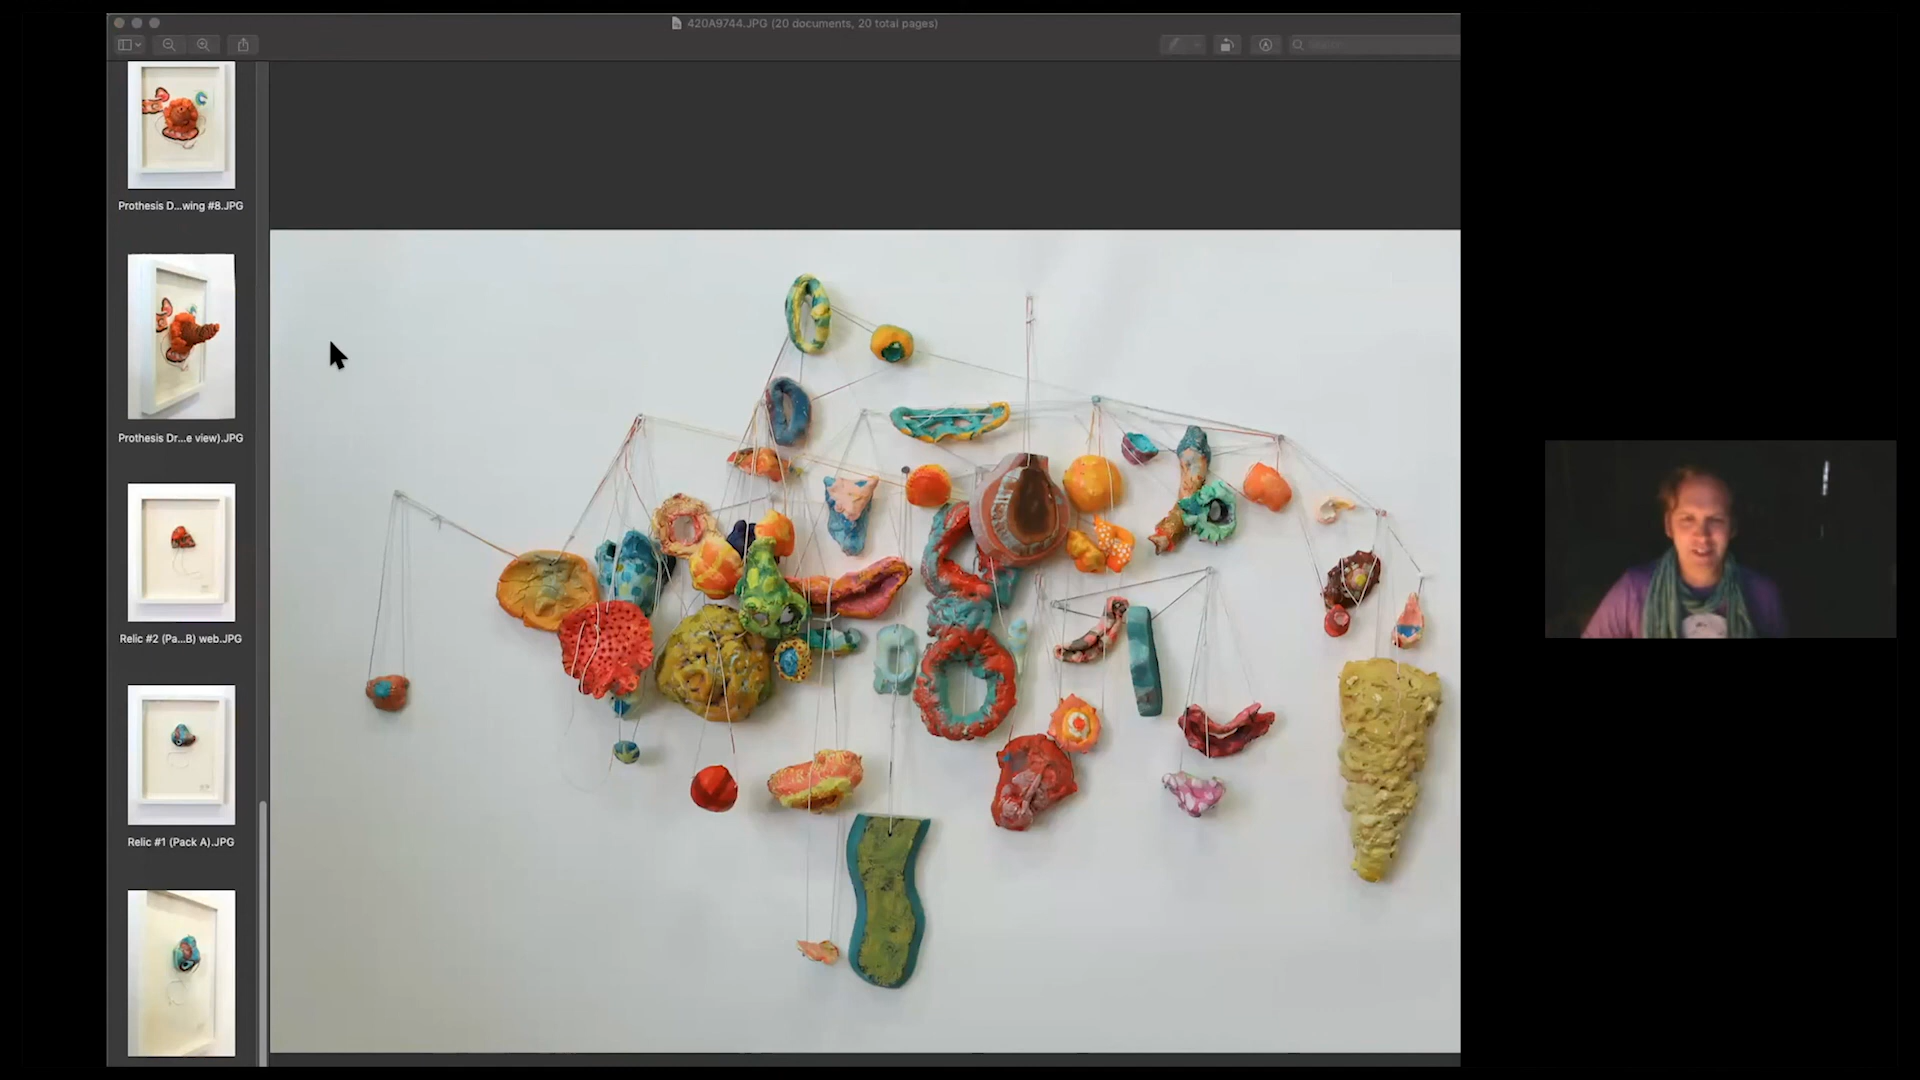 420A9744.JPG (20 documents, 20 total pages)
Search
Prothesis D...wing #8.JPG
Prothesis Dr...e view).JPG
Relic #2 (Pa...B) web.JPG
Relic #1 (Pack A).JPG